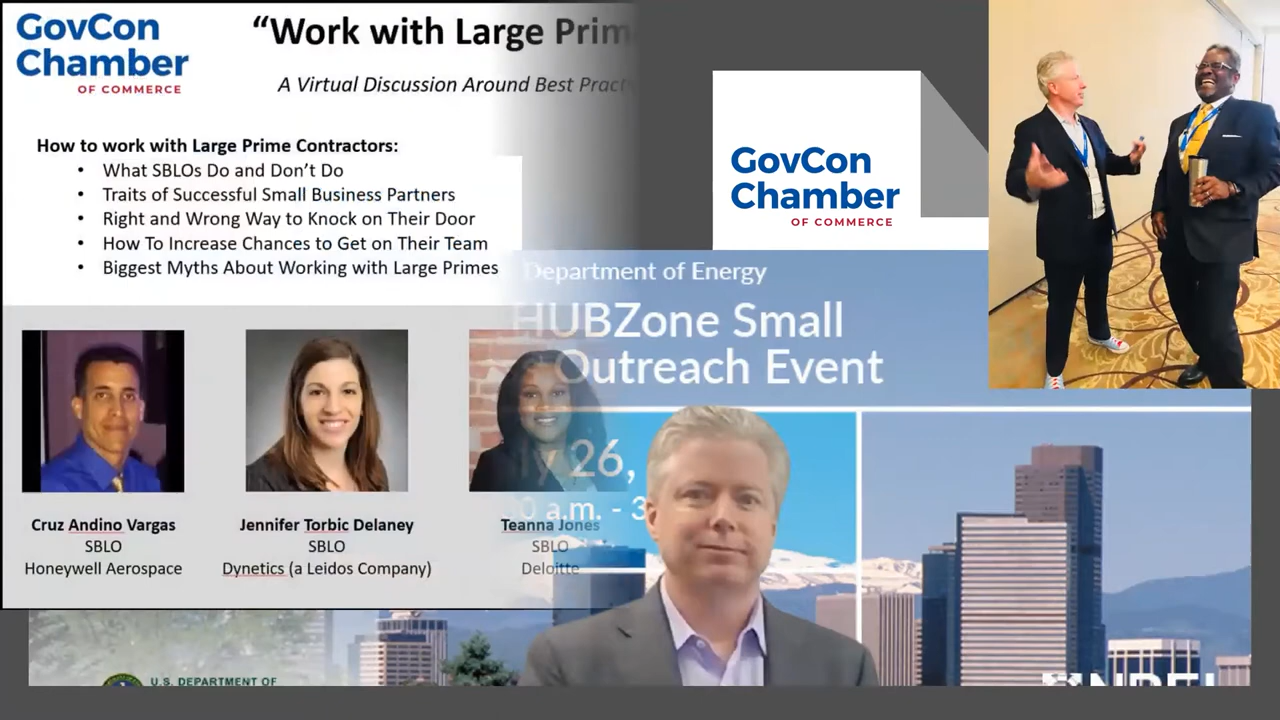 GovCon
Chamber
OF COMMERCE
“Work with Large Prim
A Virtual Discussion Around Best Pract
How to work with Large Prime Contractors:
• What SBLOs Do and Don’t Do
• Traits of Successful Small Business Partners
• Right and Wrong Way to Knock on Their Door
• How To Increase Chances to Get on Their Team
• Biggest Myths About Working with Large Primes
Cruz Andino Vargas
SBLO
Honeywell Aerospace
Jennifer Torbic Delaney
SBLO
Dynetics (a Leidos Company)
Teanna Jones
SBLO
Deloitte
GovCon
Chamber
OF COMMERCE
Department of Energy
HUBZone Small
Outreach Event
y 26,
0 a.m. - 3
U.S. DEPARTMENT OF
NREL